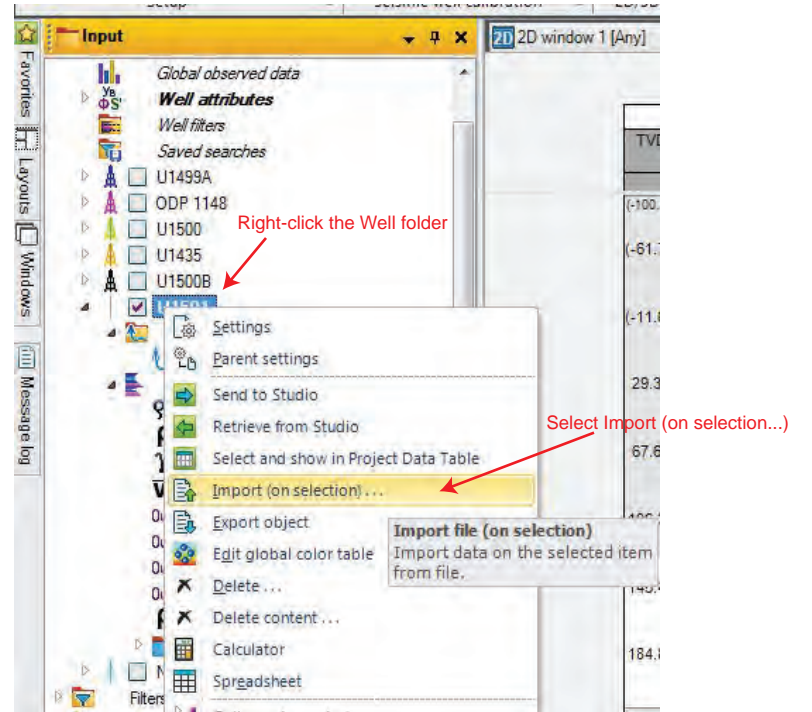 Input
2D 2D window 1 [Any]
Favorites
Layouts
Windows
Message log
Global observed data
Well attributes
Well filters
Saved searches
U1499A
ODP 1148
U1500
U1435
U1500B
Right-click the Well folder
Settings
Parent settings
Send to Studio
Retrieve from Studio
Select and show in Project Data Table
Import (on selection) ...
Export object
Edit global color table
Delete ...
Delete content ...
Calculator
Spreadsheet
Select Import (on selection...)
Import file (on selection)
Import data on the selected item
from file.
Filters
TVD
(-100.
(-61.7
(-11.8
29.3
67.6
184.8